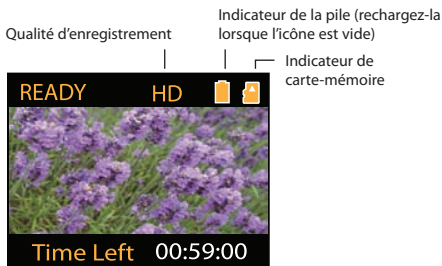 Qualité d'enregistrement
Indicateur de la pile (rechargez-la
lorsque l'icône est vide)
Indicateur de
carte-mémoire
READY HD
Time Left 00:59:00